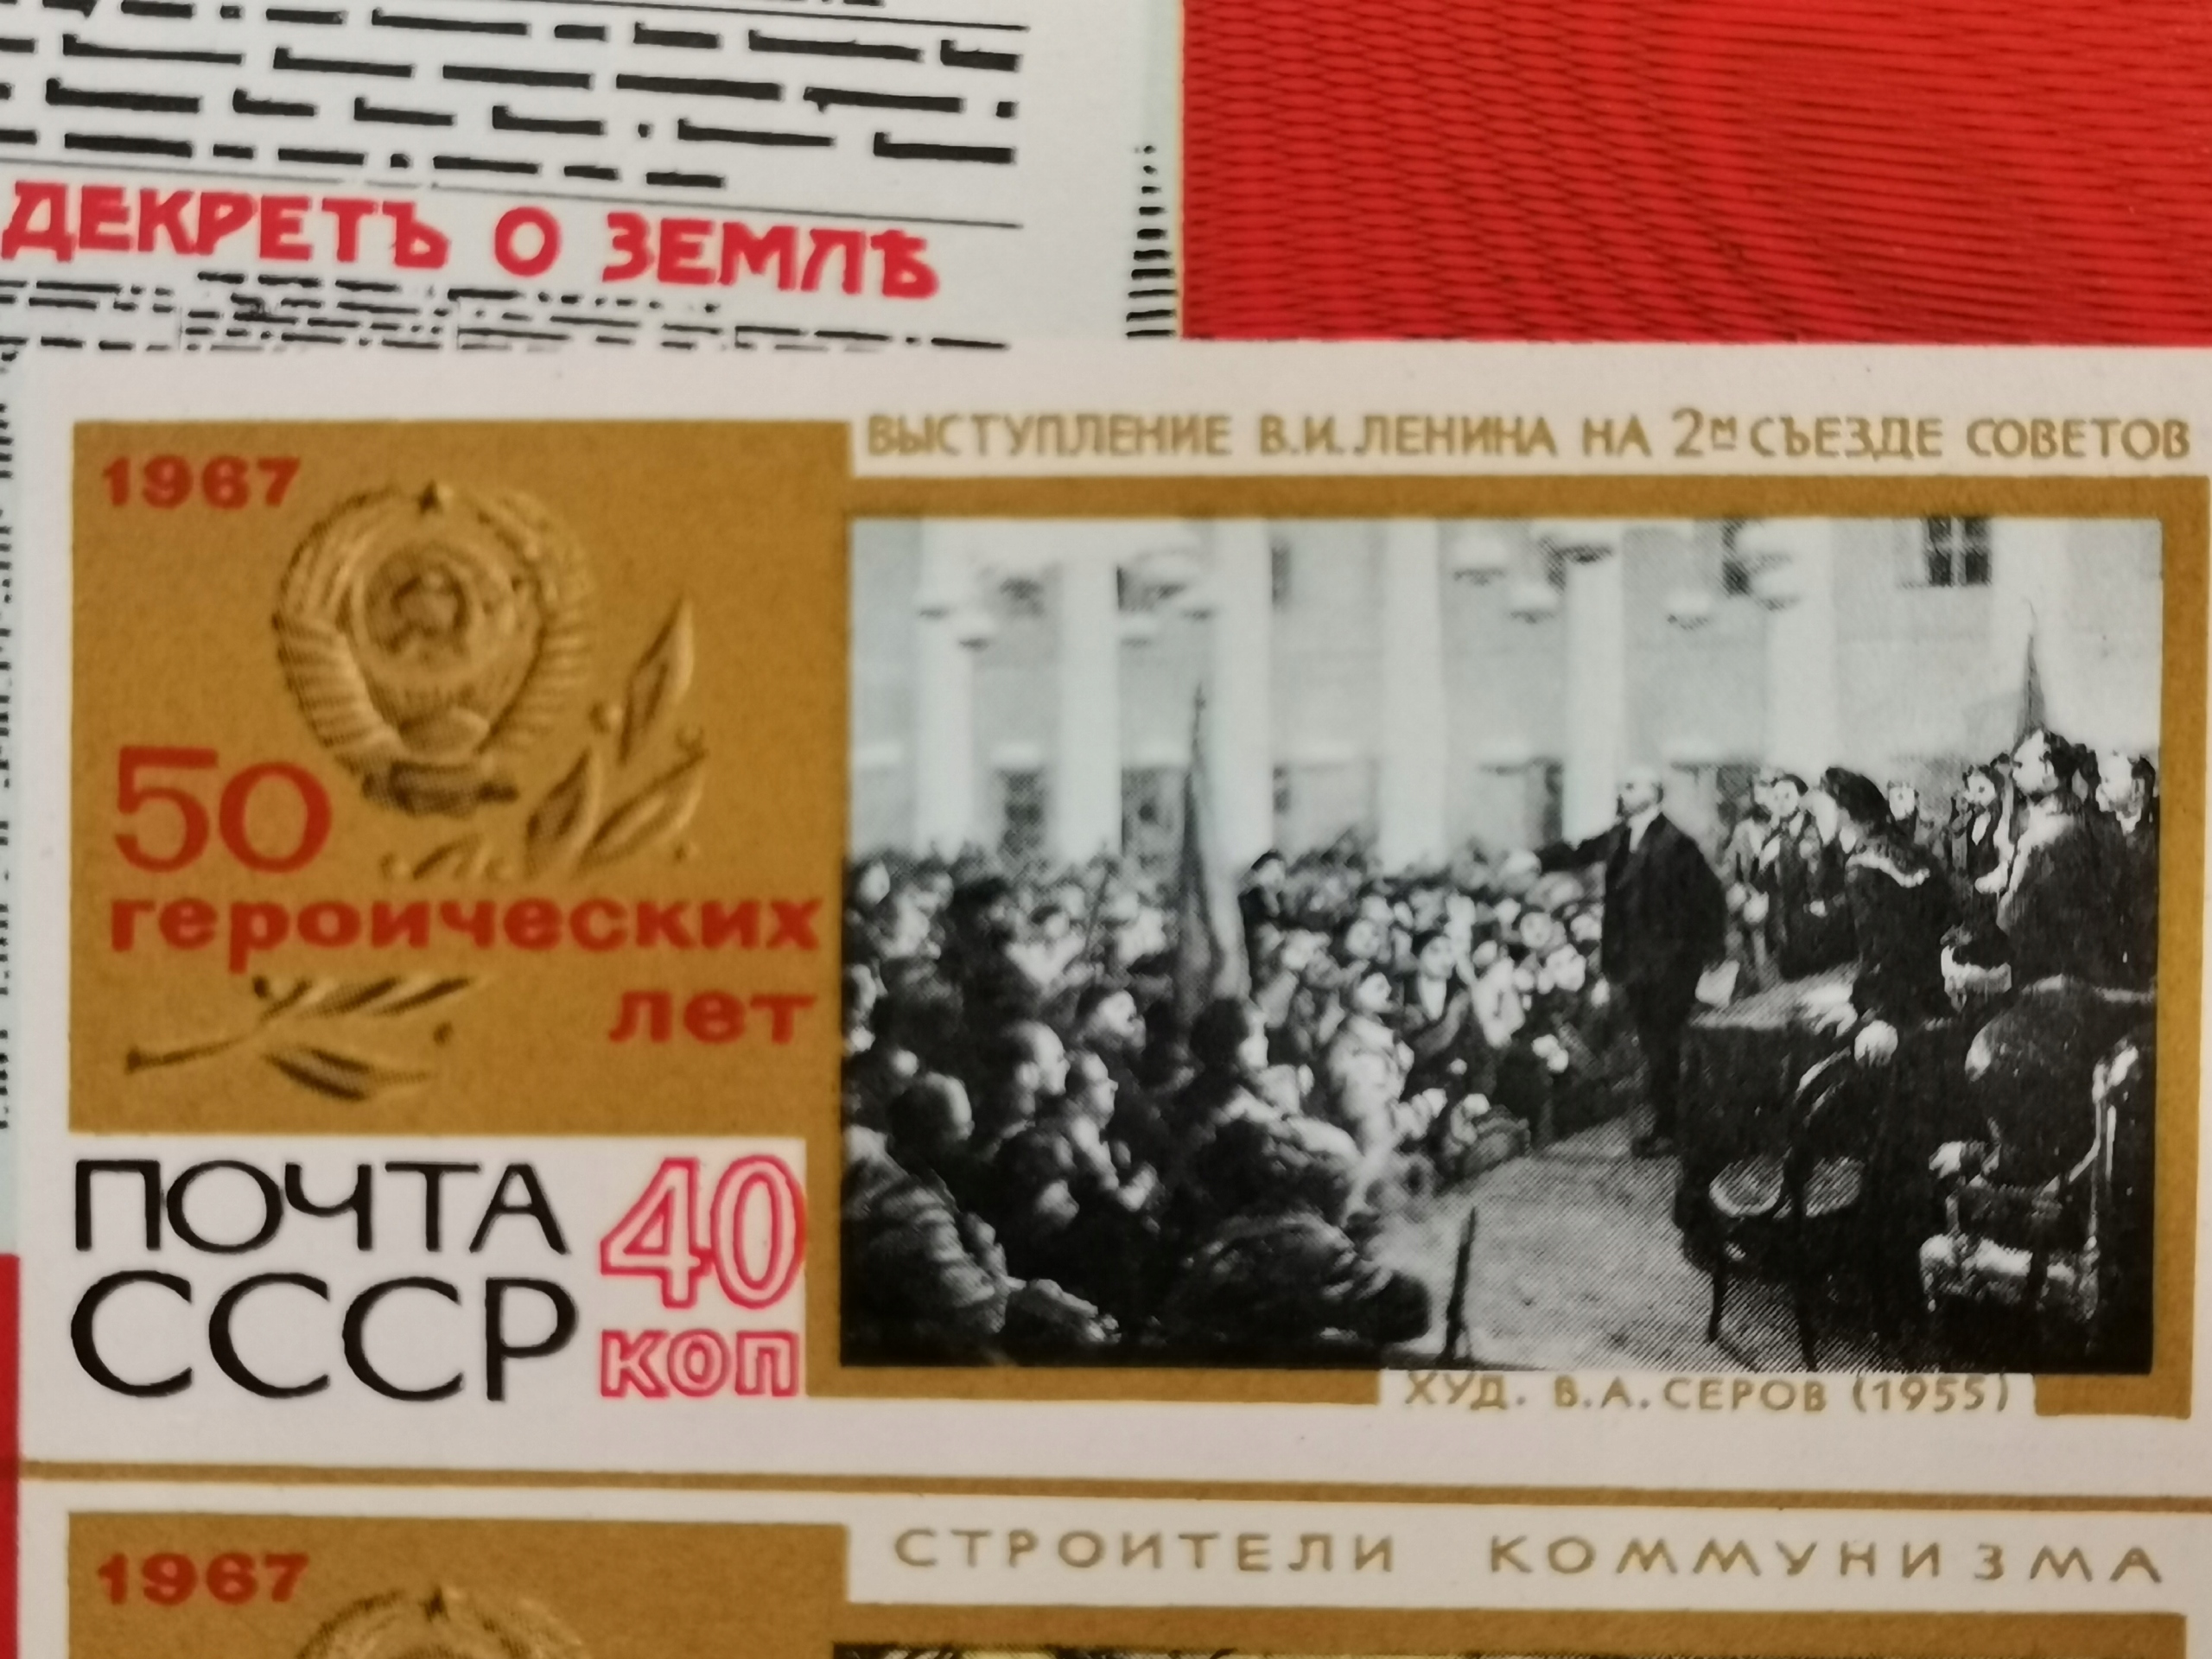 ДЕКРЕТЪ О ЗЕМЛѢ
ВЫСТУПЛЕНИЕ В.И.ЛЕНИНА НА 2М СЪЕЗДЕ СОВЕТОВ
1967
50
героических
лет
ПОЧТА
СССР
40
коп
ХУД. В.А.СЕРОВ (1955)
СТРОИТЕЛИ КОММУНИЗМА
1967